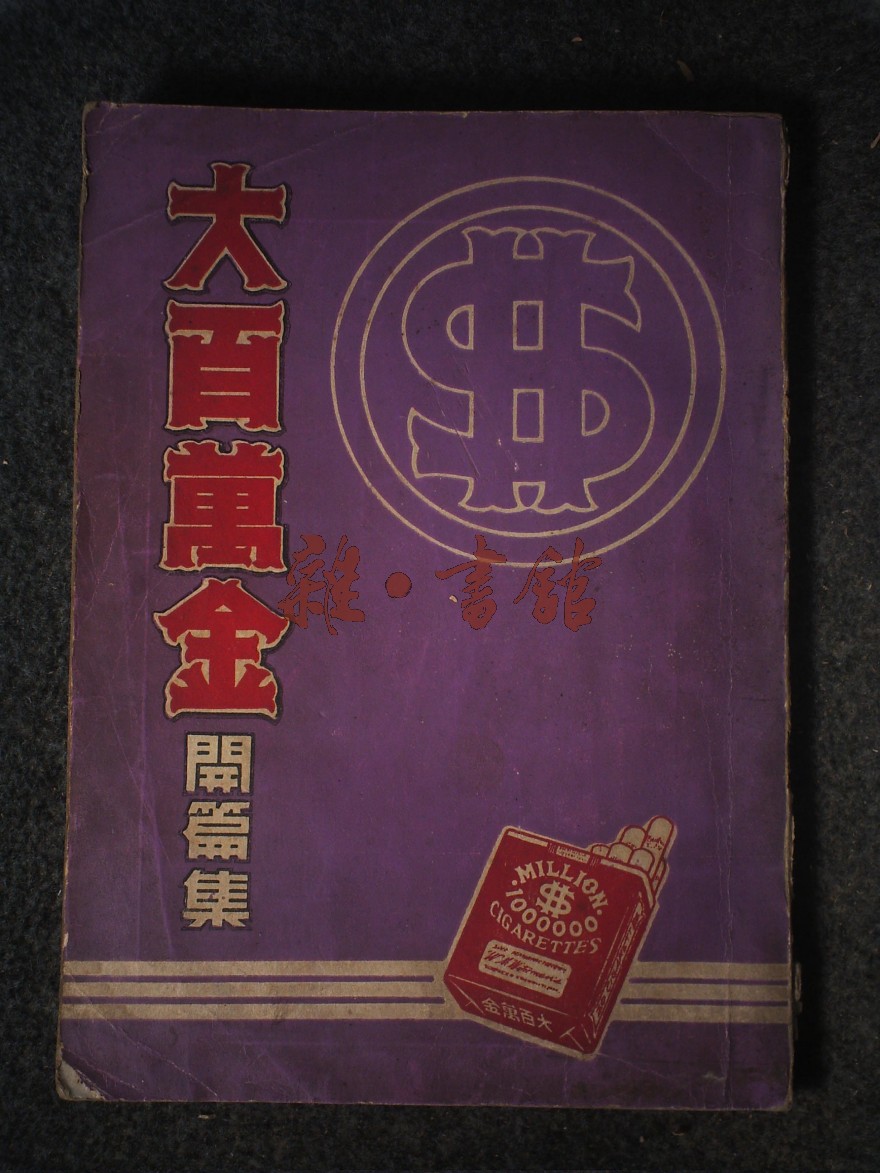 大百萬金
開篇集
$
雜·書館
MILLION
$
1000000
CIGARETTES
金萬百大